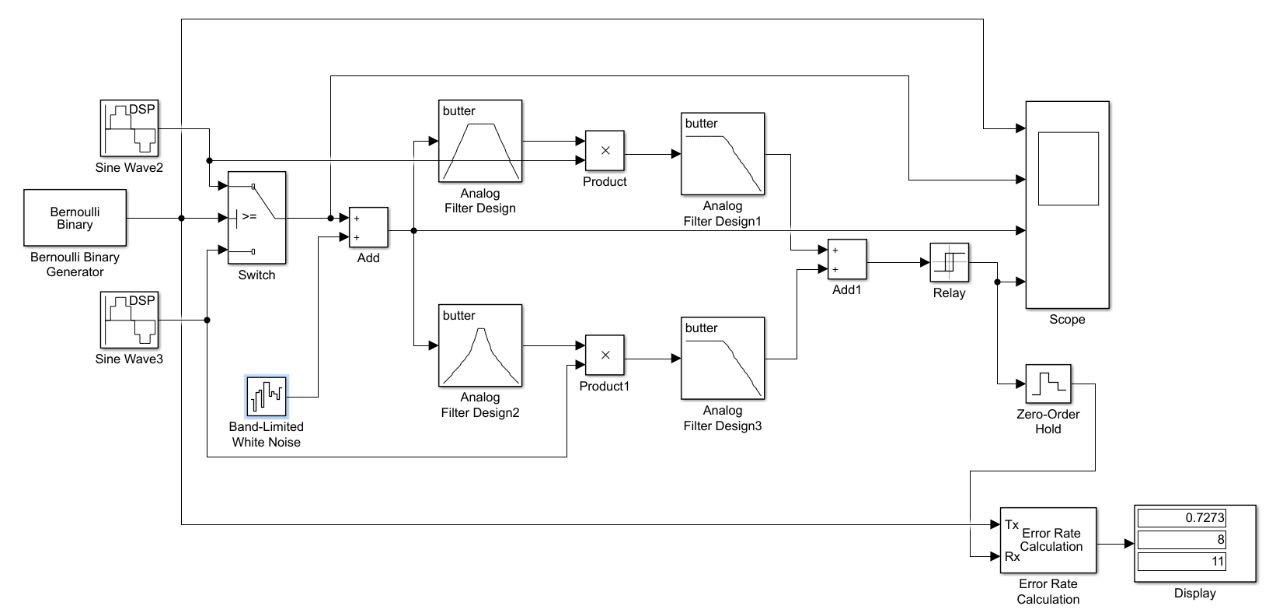 DSP
Sine Wave2
Bernoulli
Binary
Bernoulli Binary
Generator
>=
Switch
DSP
Sine Wave3
Band-Limited
White Noise
+
+
Add
butter
Analog
Filter Design
×
Product
butter
Analog
Filter Design1
butter
Analog
Filter Design2
×
Product1
butter
Analog
Filter Design3
+
+
Add1
Relay
Scope
Zero-Order
Hold
Tx
Rx
Error Rate
Calculation
Error Rate
Calculation
0.7273
8
11
Display